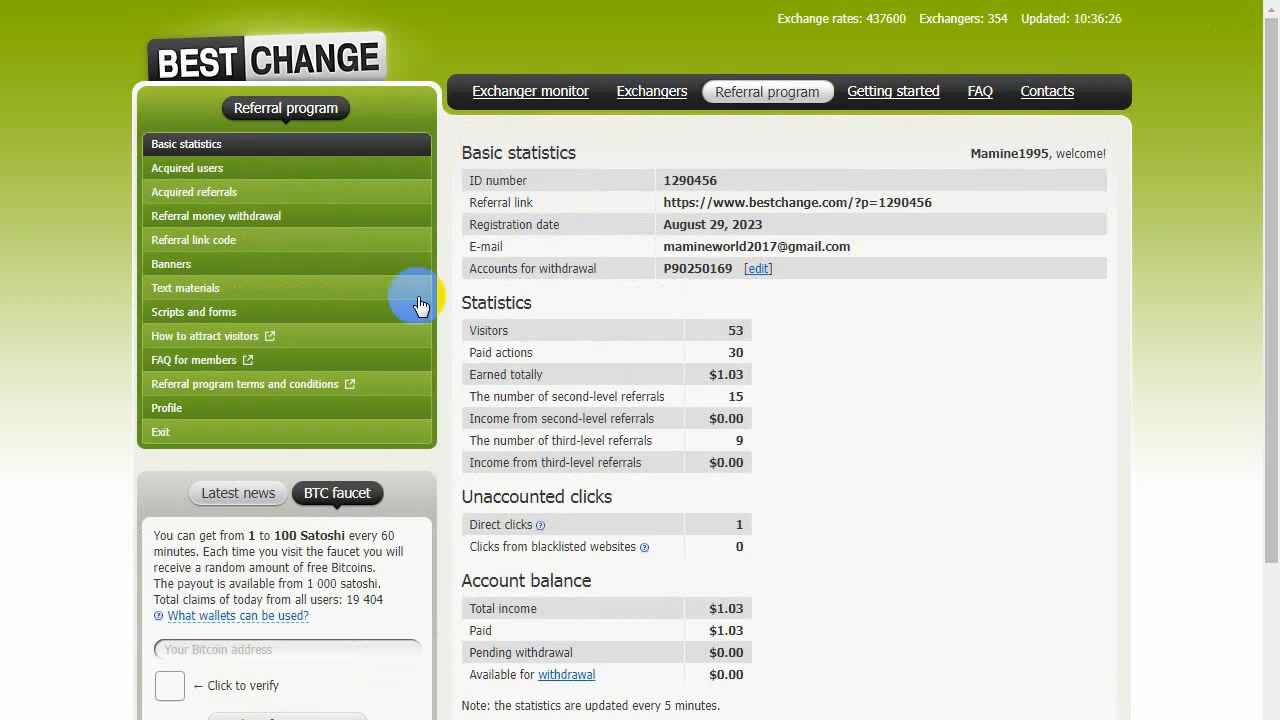 Exchange rates: 437600 Exchangers: 354 Updated: 10:36:26
BEST CHANGE
Exchanger monitor Exchangers Referral program Getting started FAQ Contacts
Referral program
Basic statistics
Acquired users
Acquired referrals
Referral money withdrawal
Referral link code
Banners
Text materials
Scripts and forms
How to attract visitors
FAQ for members
Referral program terms and conditions
Profile
Exit
Latest news BTC faucet
You can get from 1 to 100 Satoshi every 60
minutes. Each time you visit the faucet you will
receive a random amount of free Bitcoins.
The payout is available from 1 000 satoshi.
Total claims of today from all users: 19 404
What wallets can be used?
Your Bitcoin address
← Click to verify
Basic statistics Mamine1995, welcome!
ID number 1290456
Referral link https://www.bestchange.com/?p=1290456
Registration date August 29, 2023
E-mail mamineworld2017@gmail.com
Accounts for withdrawal P90250169 [edit]
Statistics
Visitors 53
Paid actions 30
Earned totally $1.03
The number of second-level referrals 15
Income from second-level referrals $0.00
The number of third-level referrals 9
Income from third-level referrals $0.00
Unaccounted clicks
Direct clicks 1
Clicks from blacklisted websites 0
Account balance
Total income $1.03
Paid $1.03
Pending withdrawal $0.00
Available for withdrawal $0.00
Note: the statistics are updated every 5 minutes.